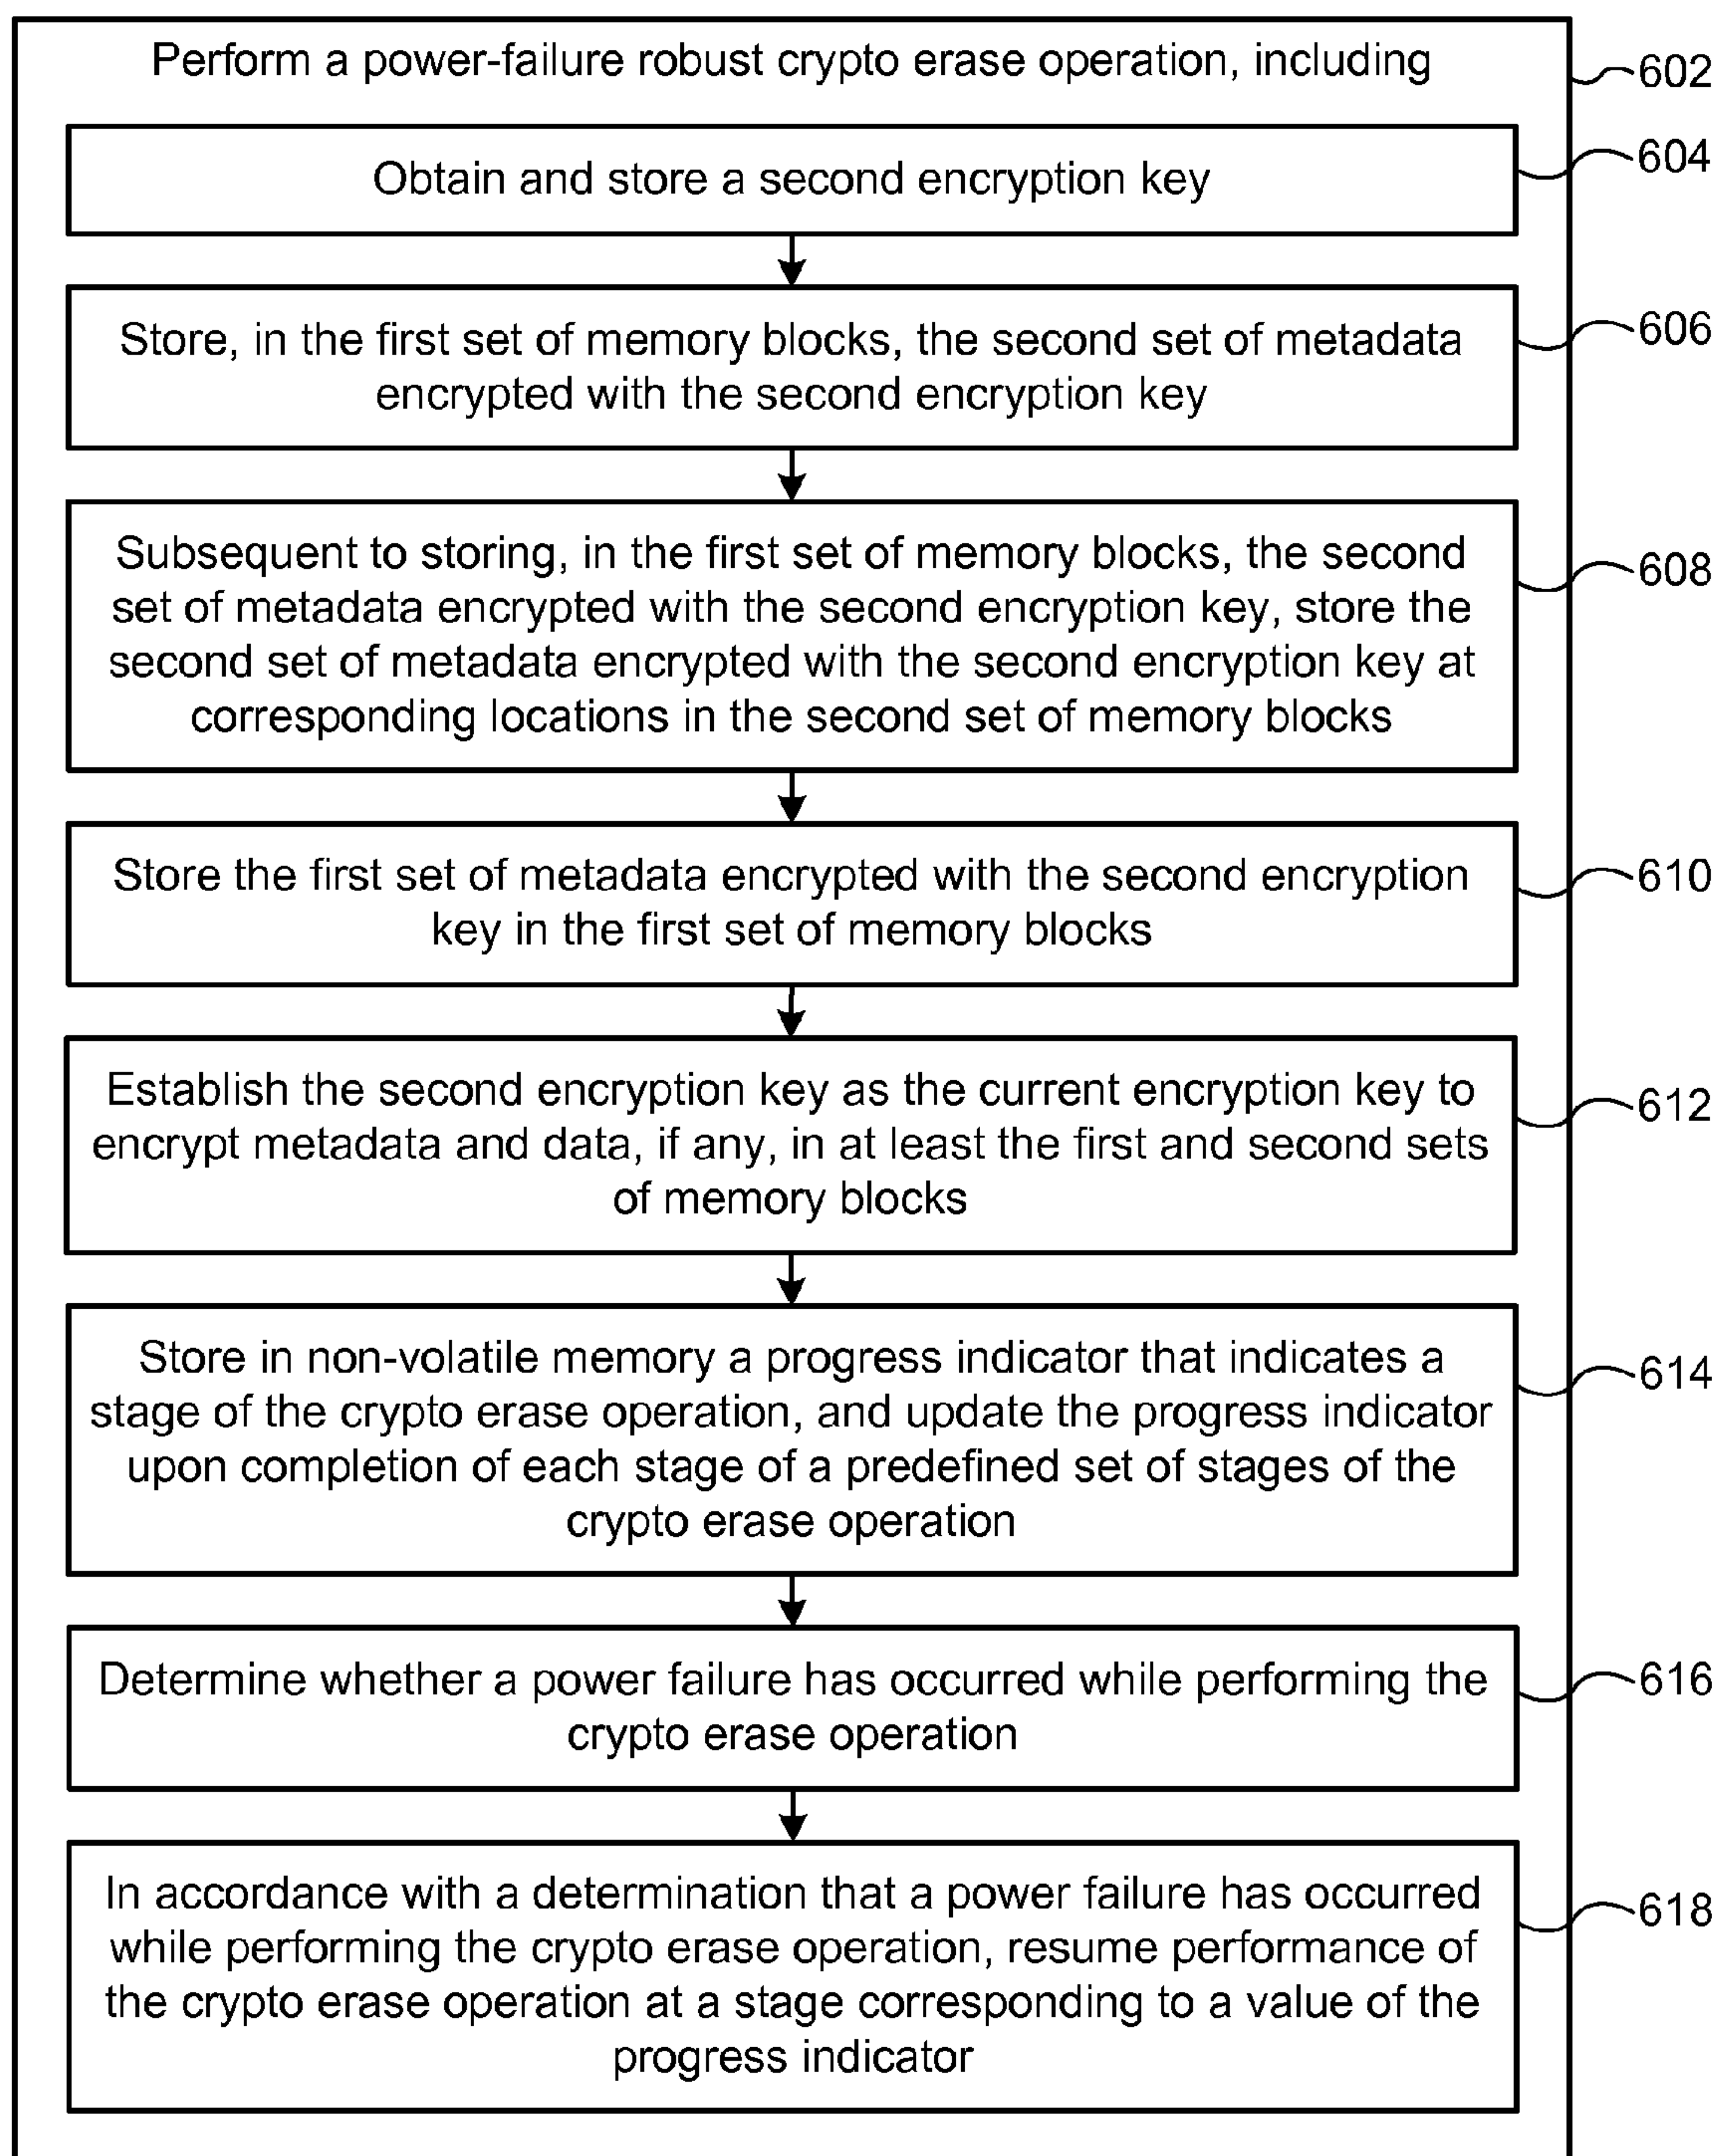 Perform a power-failure robust crypto erase operation, including
602
Obtain and store a second encryption key
604
Store, in the first set of memory blocks, the second set of metadata
encrypted with the second encryption key
606
Subsequent to storing, in the first set of memory blocks, the second
set of metadata encrypted with the second encryption key, store the
second set of metadata encrypted with the second encryption key at
corresponding locations in the second set of memory blocks
608
Store the first set of metadata encrypted with the second encryption
key in the first set of memory blocks
610
Establish the second encryption key as the current encryption key to
encrypt metadata and data, if any, in at least the first and second sets
of memory blocks
612
Store in non-volatile memory a progress indicator that indicates a
stage of the crypto erase operation, and update the progress indicator
upon completion of each stage of a predefined set of stages of the
crypto erase operation
614
Determine whether a power failure has occurred while performing the
crypto erase operation
616
In accordance with a determination that a power failure has occurred
while performing the crypto erase operation, resume performance of
the crypto erase operation at a stage corresponding to a value of the
progress indicator
618